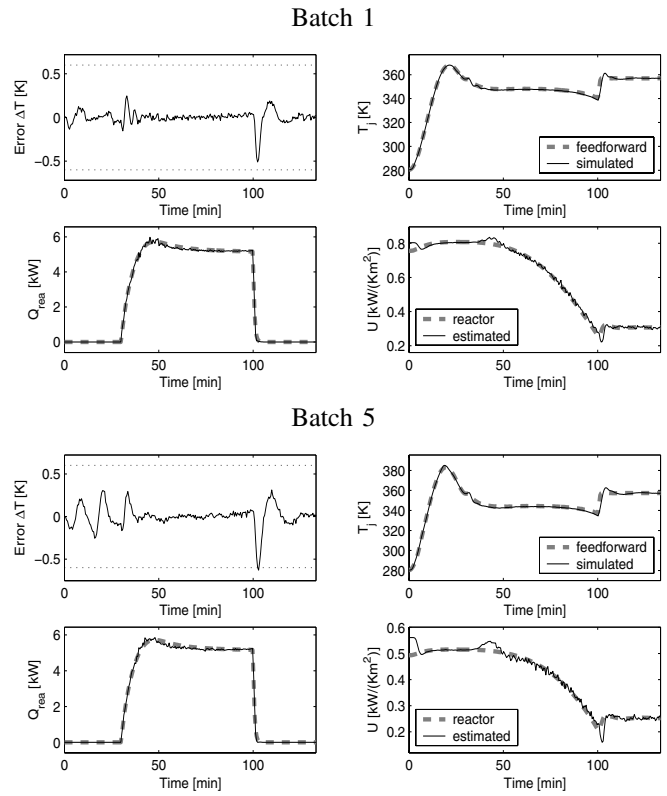 Batch 1
0.5
0
−0.5
Error ΔT [K]
0
50
100
Time [min]
360
340
320
300
280
T_j [K]
feedforward
simulated
0
50
100
Time [min]
6
4
2
0
Q_rea [kW]
0
50
100
Time [min]
0.8
0.6
0.4
0.2
U [kW/(Km²)]
reactor
estimated
0
50
100
Time [min]
Batch 5
0.5
0
−0.5
Error ΔT [K]
0
50
100
Time [min]
380
360
340
320
300
280
T_j [K]
feedforward
simulated
0
50
100
Time [min]
6
4
2
0
Q_rea [kW]
0
50
100
Time [min]
0.6
0.5
0.4
0.3
0.2
U [kW/(Km²)]
reactor
estimated
0
50
100
Time [min]